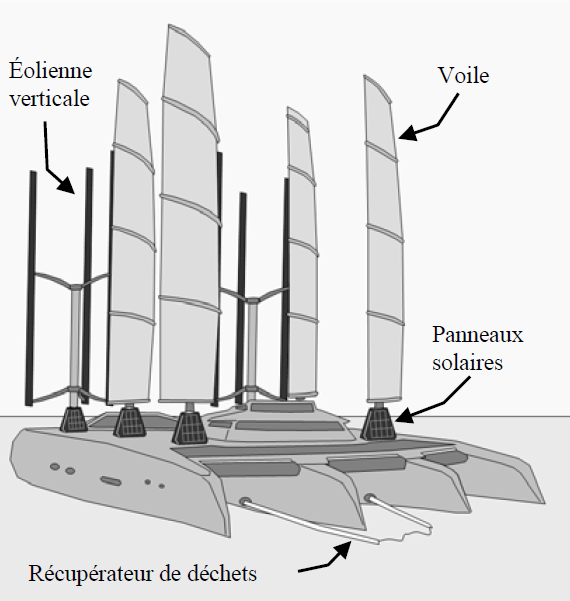 Éolienne
verticale
Voile
Panneaux
solaires
Récupérateur de déchets